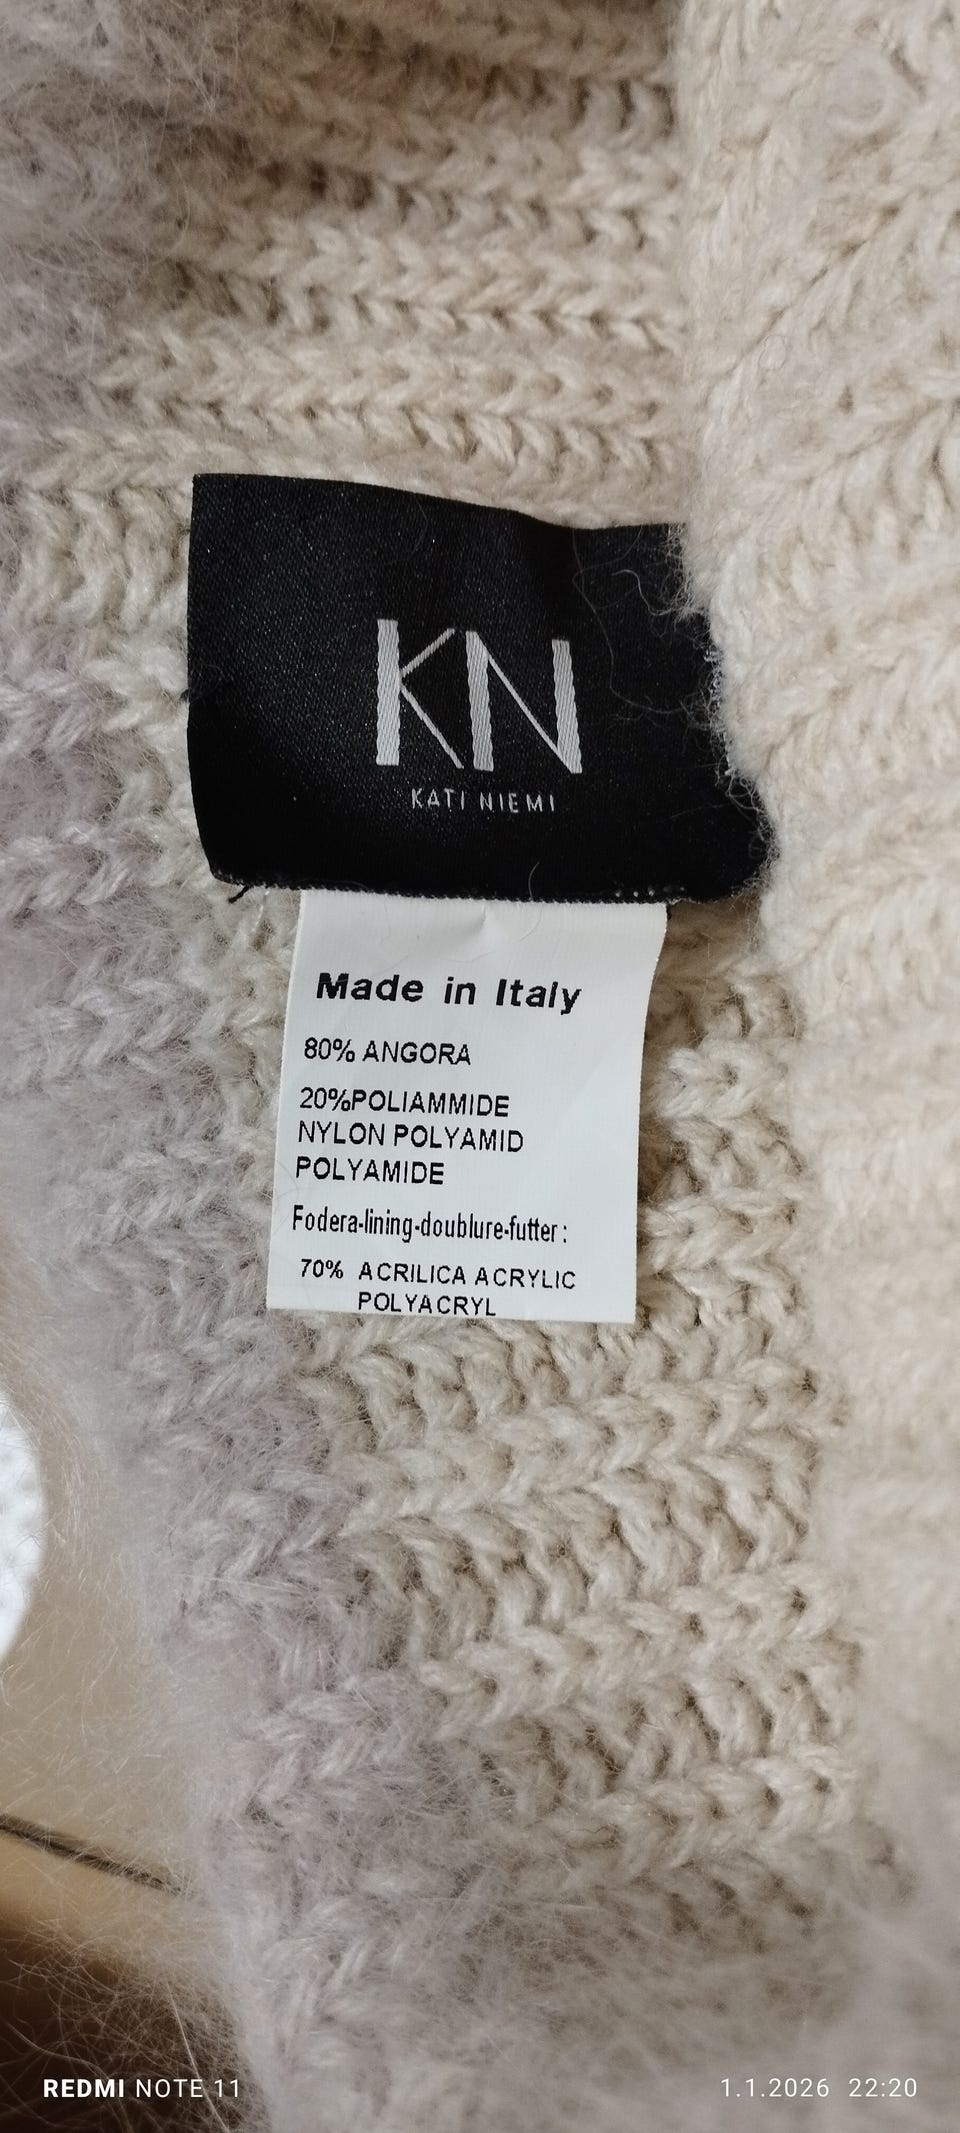 KN
KATI NIEMI
Made in Italy
80% ANGORA
20%POLIAMMIDE
NYLON POLYAMID
POLYAMIDE
Fodera-lining-doublure-futter:
70% ACRILICA ACRYLIC
POLYACRYL
REDMI NOTE 11
1.1.2026 22:20